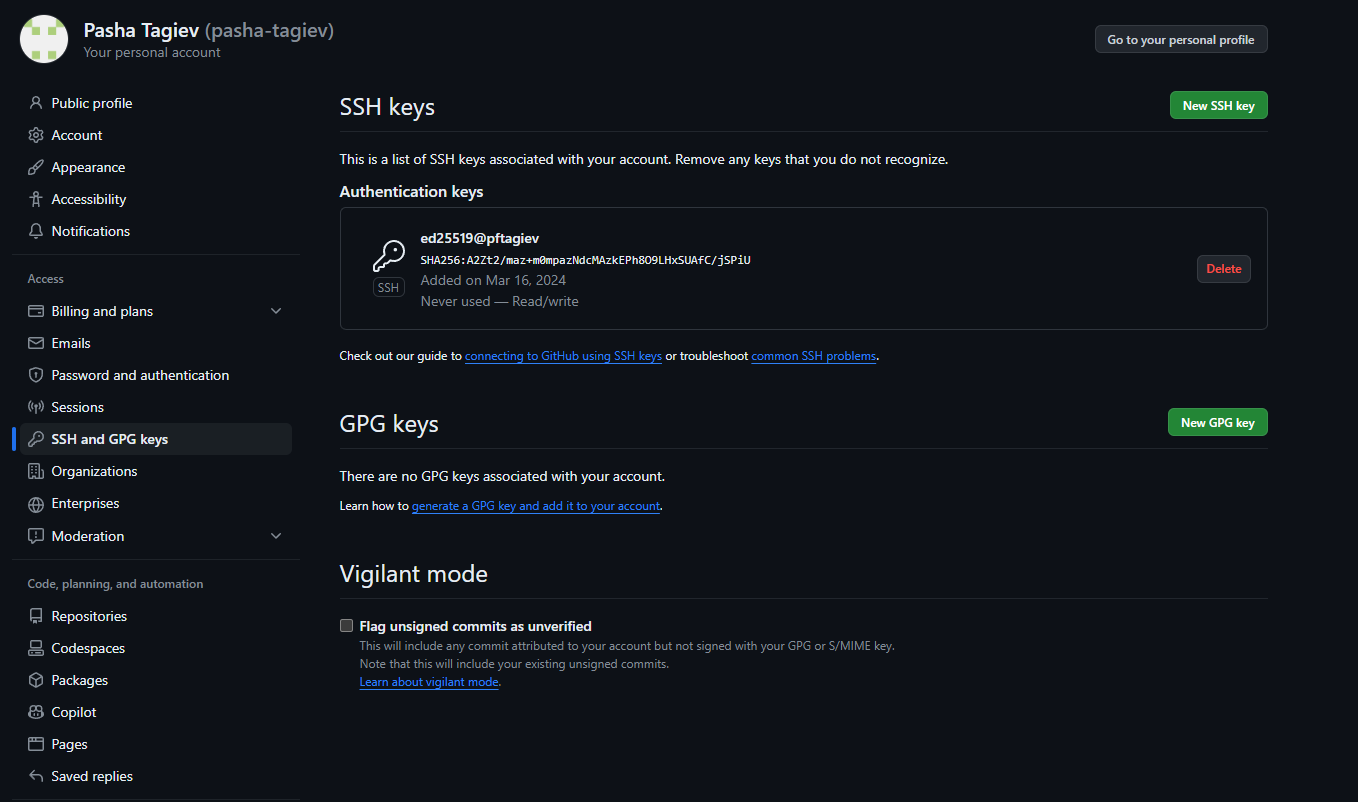 Pasha Tagiev (pasha-tagiev)
Your personal account
Go to your personal profile
Public profile
Account
Appearance
Accessibility
Notifications
Access
Billing and plans
Emails
Password and authentication
Sessions
SSH and GPG keys
Organizations
Enterprises
Moderation
Code, planning, and automation
Repositories
Codespaces
Packages
Copilot
Pages
Saved replies
SSH keys
New SSH key
This is a list of SSH keys associated with your account. Remove any keys that you do not recognize.
Authentication keys
ed25519@pftagiev
SHA256:A2Zt2/maz+m0mpazNdcMAzkEPh8O9LHxSUAfC/jSPiU
SSH
Added on Mar 16, 2024
Never used — Read/write
Delete
Check out our guide to connecting to GitHub using SSH keys or troubleshoot common SSH problems.
GPG keys
New GPG key
There are no GPG keys associated with your account.
Learn how to generate a GPG key and add it to your account.
Vigilant mode
Flag unsigned commits as unverified
This will include any commit attributed to your account but not signed with your GPG or S/MIME key.
Note that this will include your existing unsigned commits.
Learn about vigilant mode.